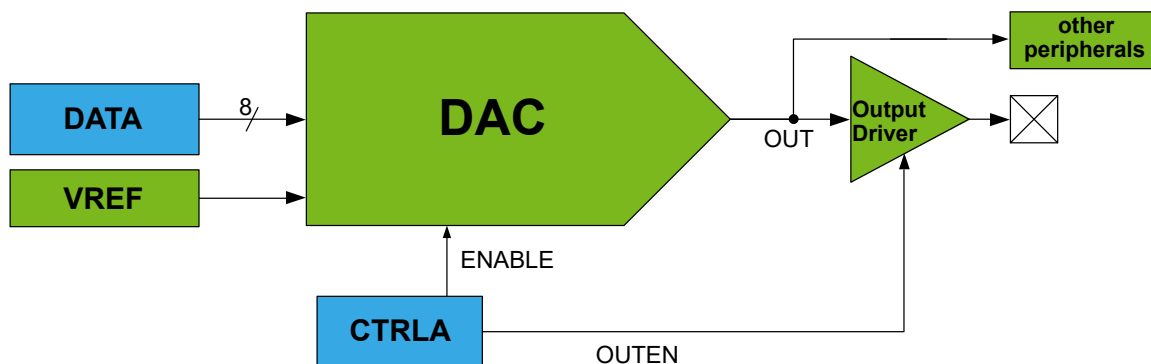 other
peripherals
8
DATA
DAC
Output
Driver
OUT
VREF
ENABLE
CTRLA
OUTEN